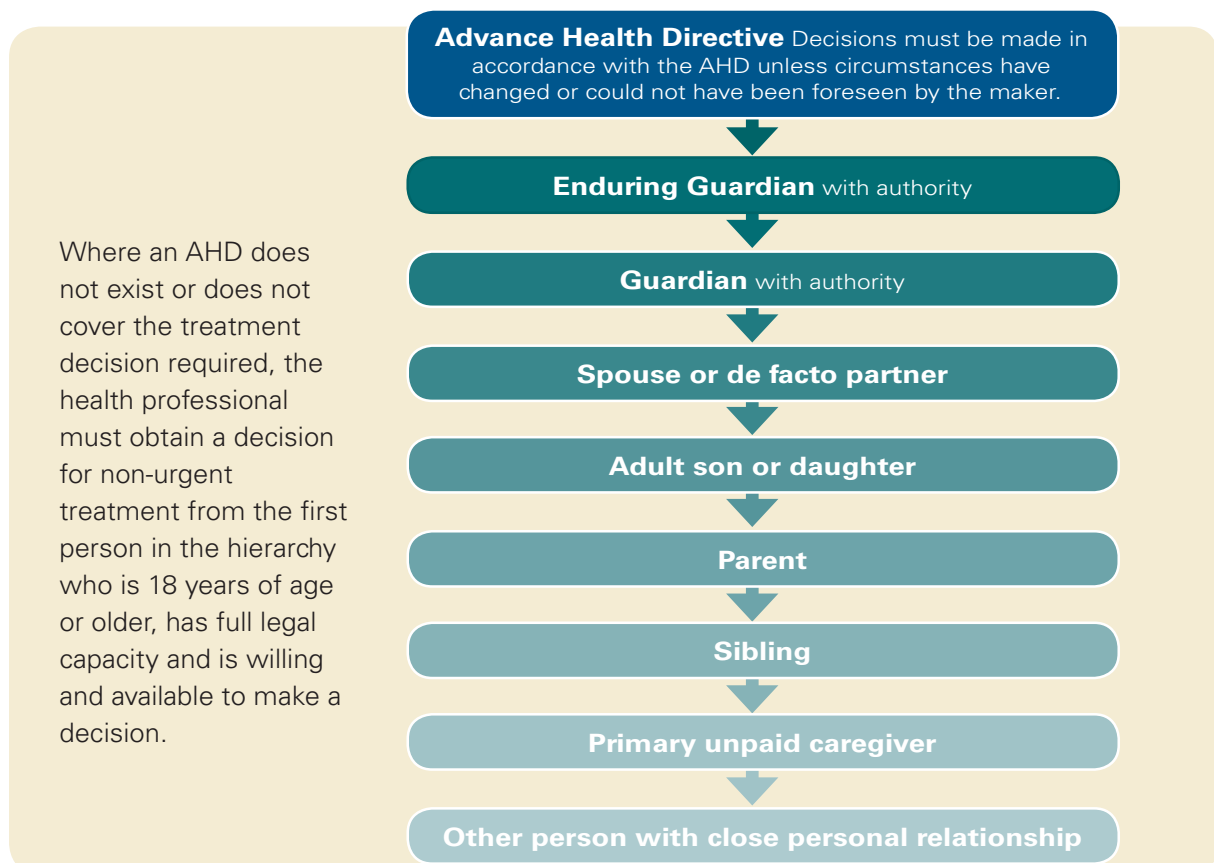 Advance Health Directive Decisions must be made in
accordance with the AHD unless circumstances have
changed or could not have been foreseen by the maker.
Enduring Guardian with authority
Guardian with authority
Spouse or de facto partner
Adult son or daughter
Parent
Sibling
Primary unpaid caregiver
Other person with close personal relationship
Where an AHD does
not exist or does not
cover the treatment
decision required, the
health professional
must obtain a decision
for non-urgent
treatment from the first
person in the hierarchy
who is 18 years of age
or older, has full legal
capacity and is willing
and available to make a
decision.